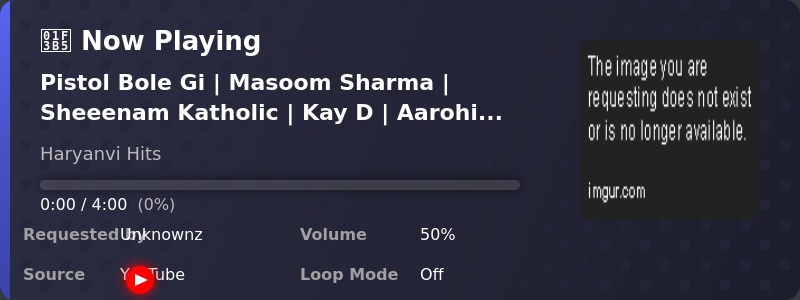 Now Playing
Pistol Bole Gi | Masoom Sharma |
Sheeenam Katholic | Kay D | Aarohi...
Haryanvi Hits
0:00 / 4:00 (0%)
Requested by Unknownz
Volume 50%
Source YouTube
Loop Mode Off
The image you are
requesting does not exist
or is no longer available.
imgur.com